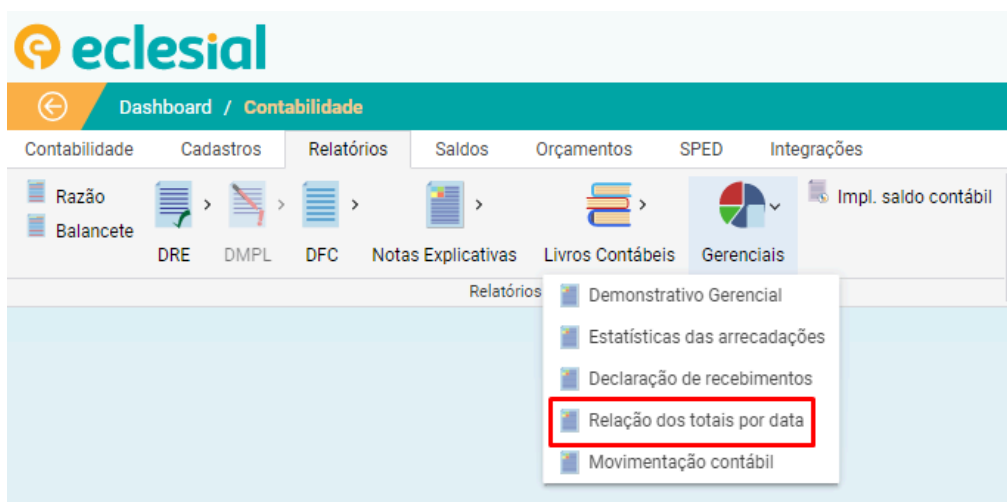 eclesial
Dashboard / Contabilidade
Contabilidade Cadastros Relatórios Saldos Orçamentos SPED Integrações
Razão
Balancete
DRE DMPL DFC Notas Explicativas Livros Contábeis Gerenciais
Impl. saldo contábil
Relatórios
Demonstrativo Gerencial
Estatísticas das arrecadações
Declaração de recebimentos
Relação dos totais por data
Movimentação contábil